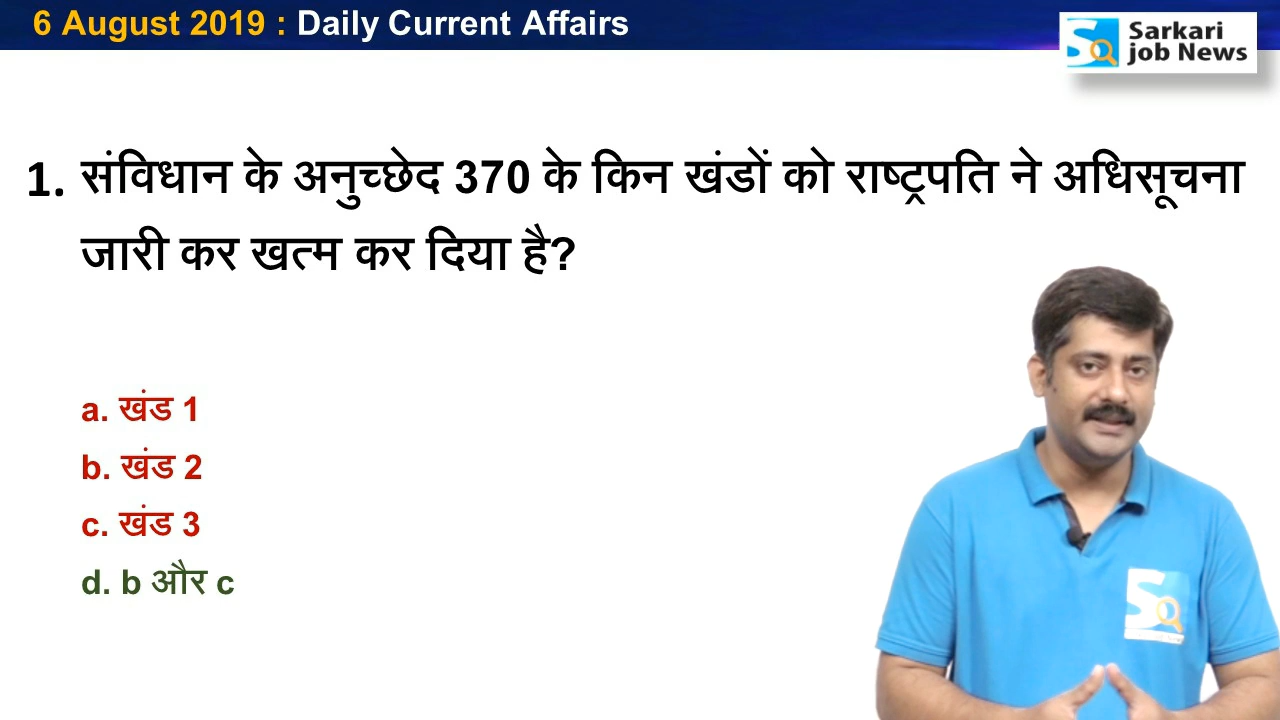 6 August 2019 : Daily Current Affairs
Sarkari
job News
1. संविधान के अनुच्छेद 370 के किन खंडों को राष्ट्रपति ने अधिसूचना
जारी कर खत्म कर दिया है?
a. खंड 1
b. खंड 2
c. खंड 3
d. b और c